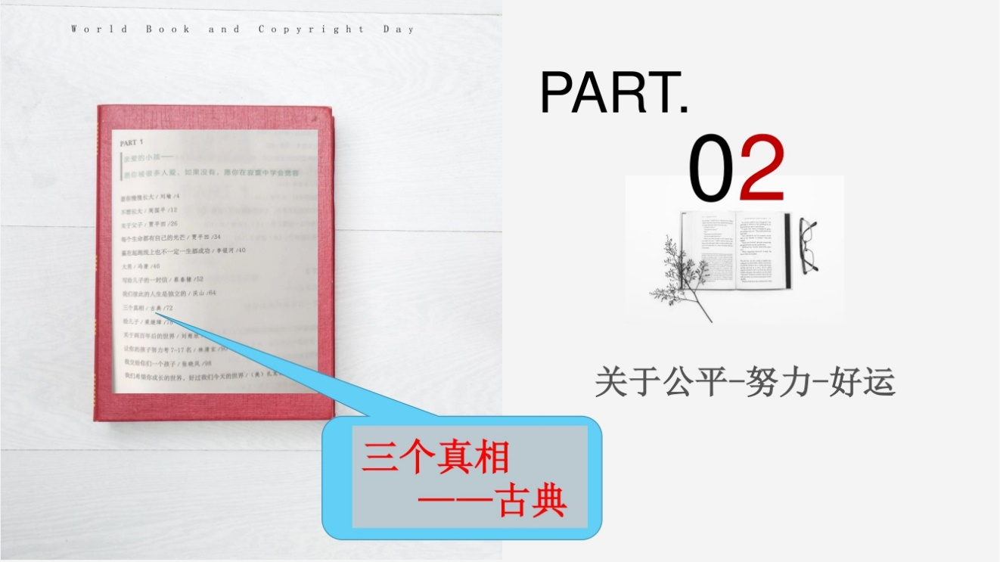 World Book and Copyright Day
PART 1
亲爱的小孩——
愿你被很多人爱，如果没有，愿你在寂寞中学会宽容
愿你慢慢长大 / 刘瑜 /4
不想长大 / 周国平 /12
关于父子 / 贾平凹 /26
每个生命都有自己的光芒 / 贾平凹 /34
赢在起跑线上也不一定一生都成功 / 李银河 /40
大英 / 冯唐 /46
写给儿子的一封信 / 蔡春猪 /52
我们彼此的人生是独立的 /64
三个真相 / 古典 /72
给儿子 /
关于两百年后的世界 / 刘慈欣
让你的孩子努力考 7-17 名 / 林清玄 /90
我交给你们一个孩子 / 张晓风 /98
我们希望你成长的世界，好过我们今天的世界 /（美）
PART.
02
关于公平-努力-好运
三个真相
——古典